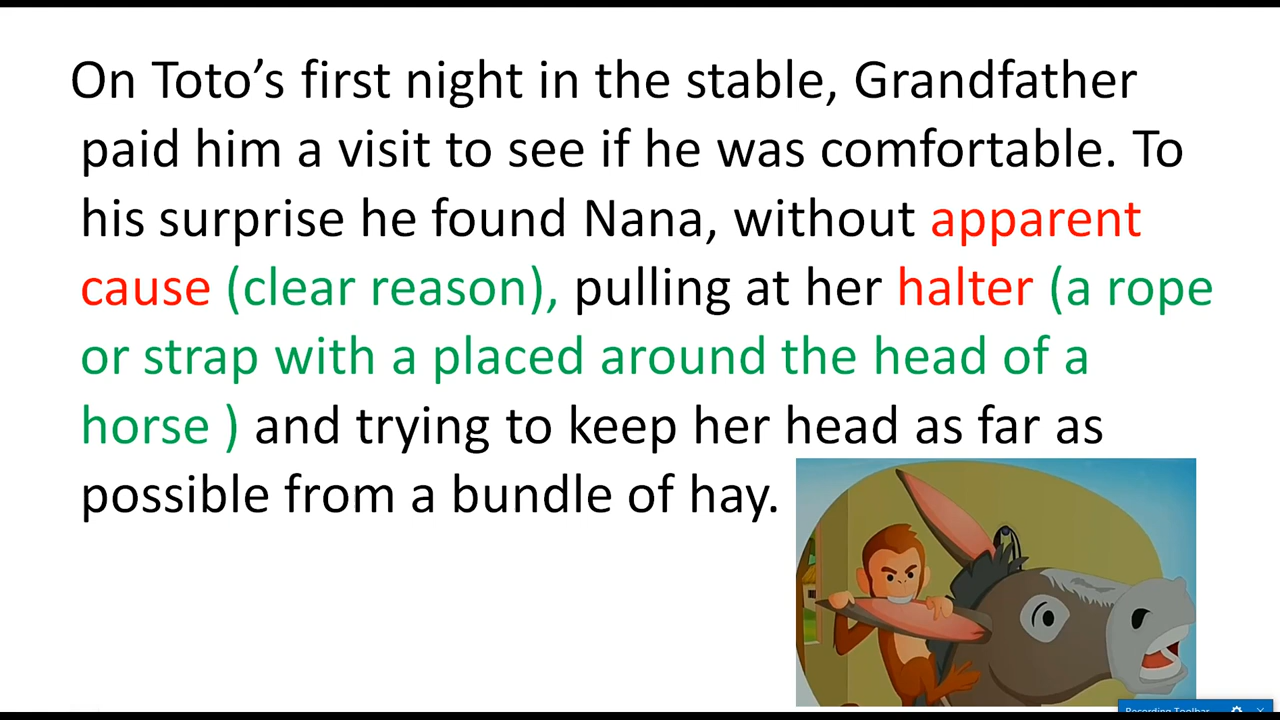 On Toto’s first night in the stable, Grandfather
paid him a visit to see if he was comfortable. To
his surprise he found Nana, without apparent
cause (clear reason), pulling at her halter (a rope
or strap with a placed around the head of a
horse ) and trying to keep her head as far as
possible from a bundle of hay.
Recording Toolbar